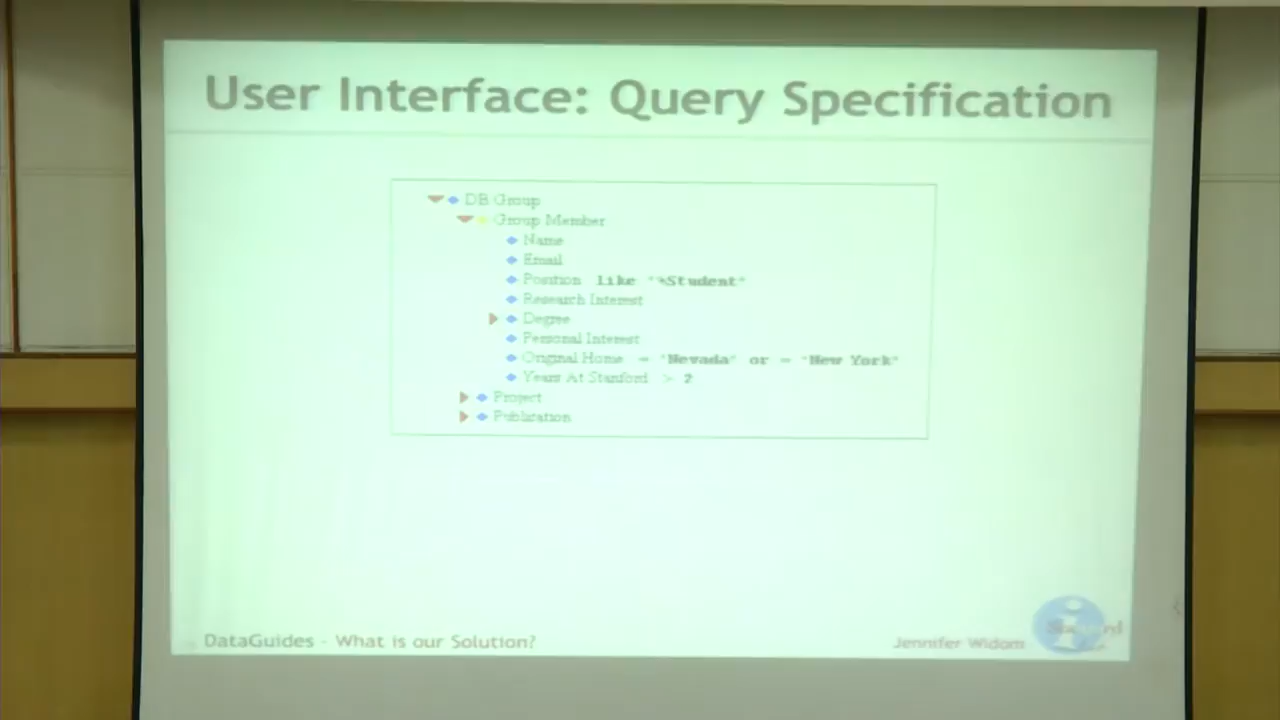 User Interface: Query Specification
DB Group
Group Member
Name
Email
Position like "%Student"
Research Interest
Degree
Personal Interest
Original Home = "Nevada" or = "New York"
Years At Stanford > 2
Project
Publication
DataGuides - What is our Solution?
Jennifer Widom